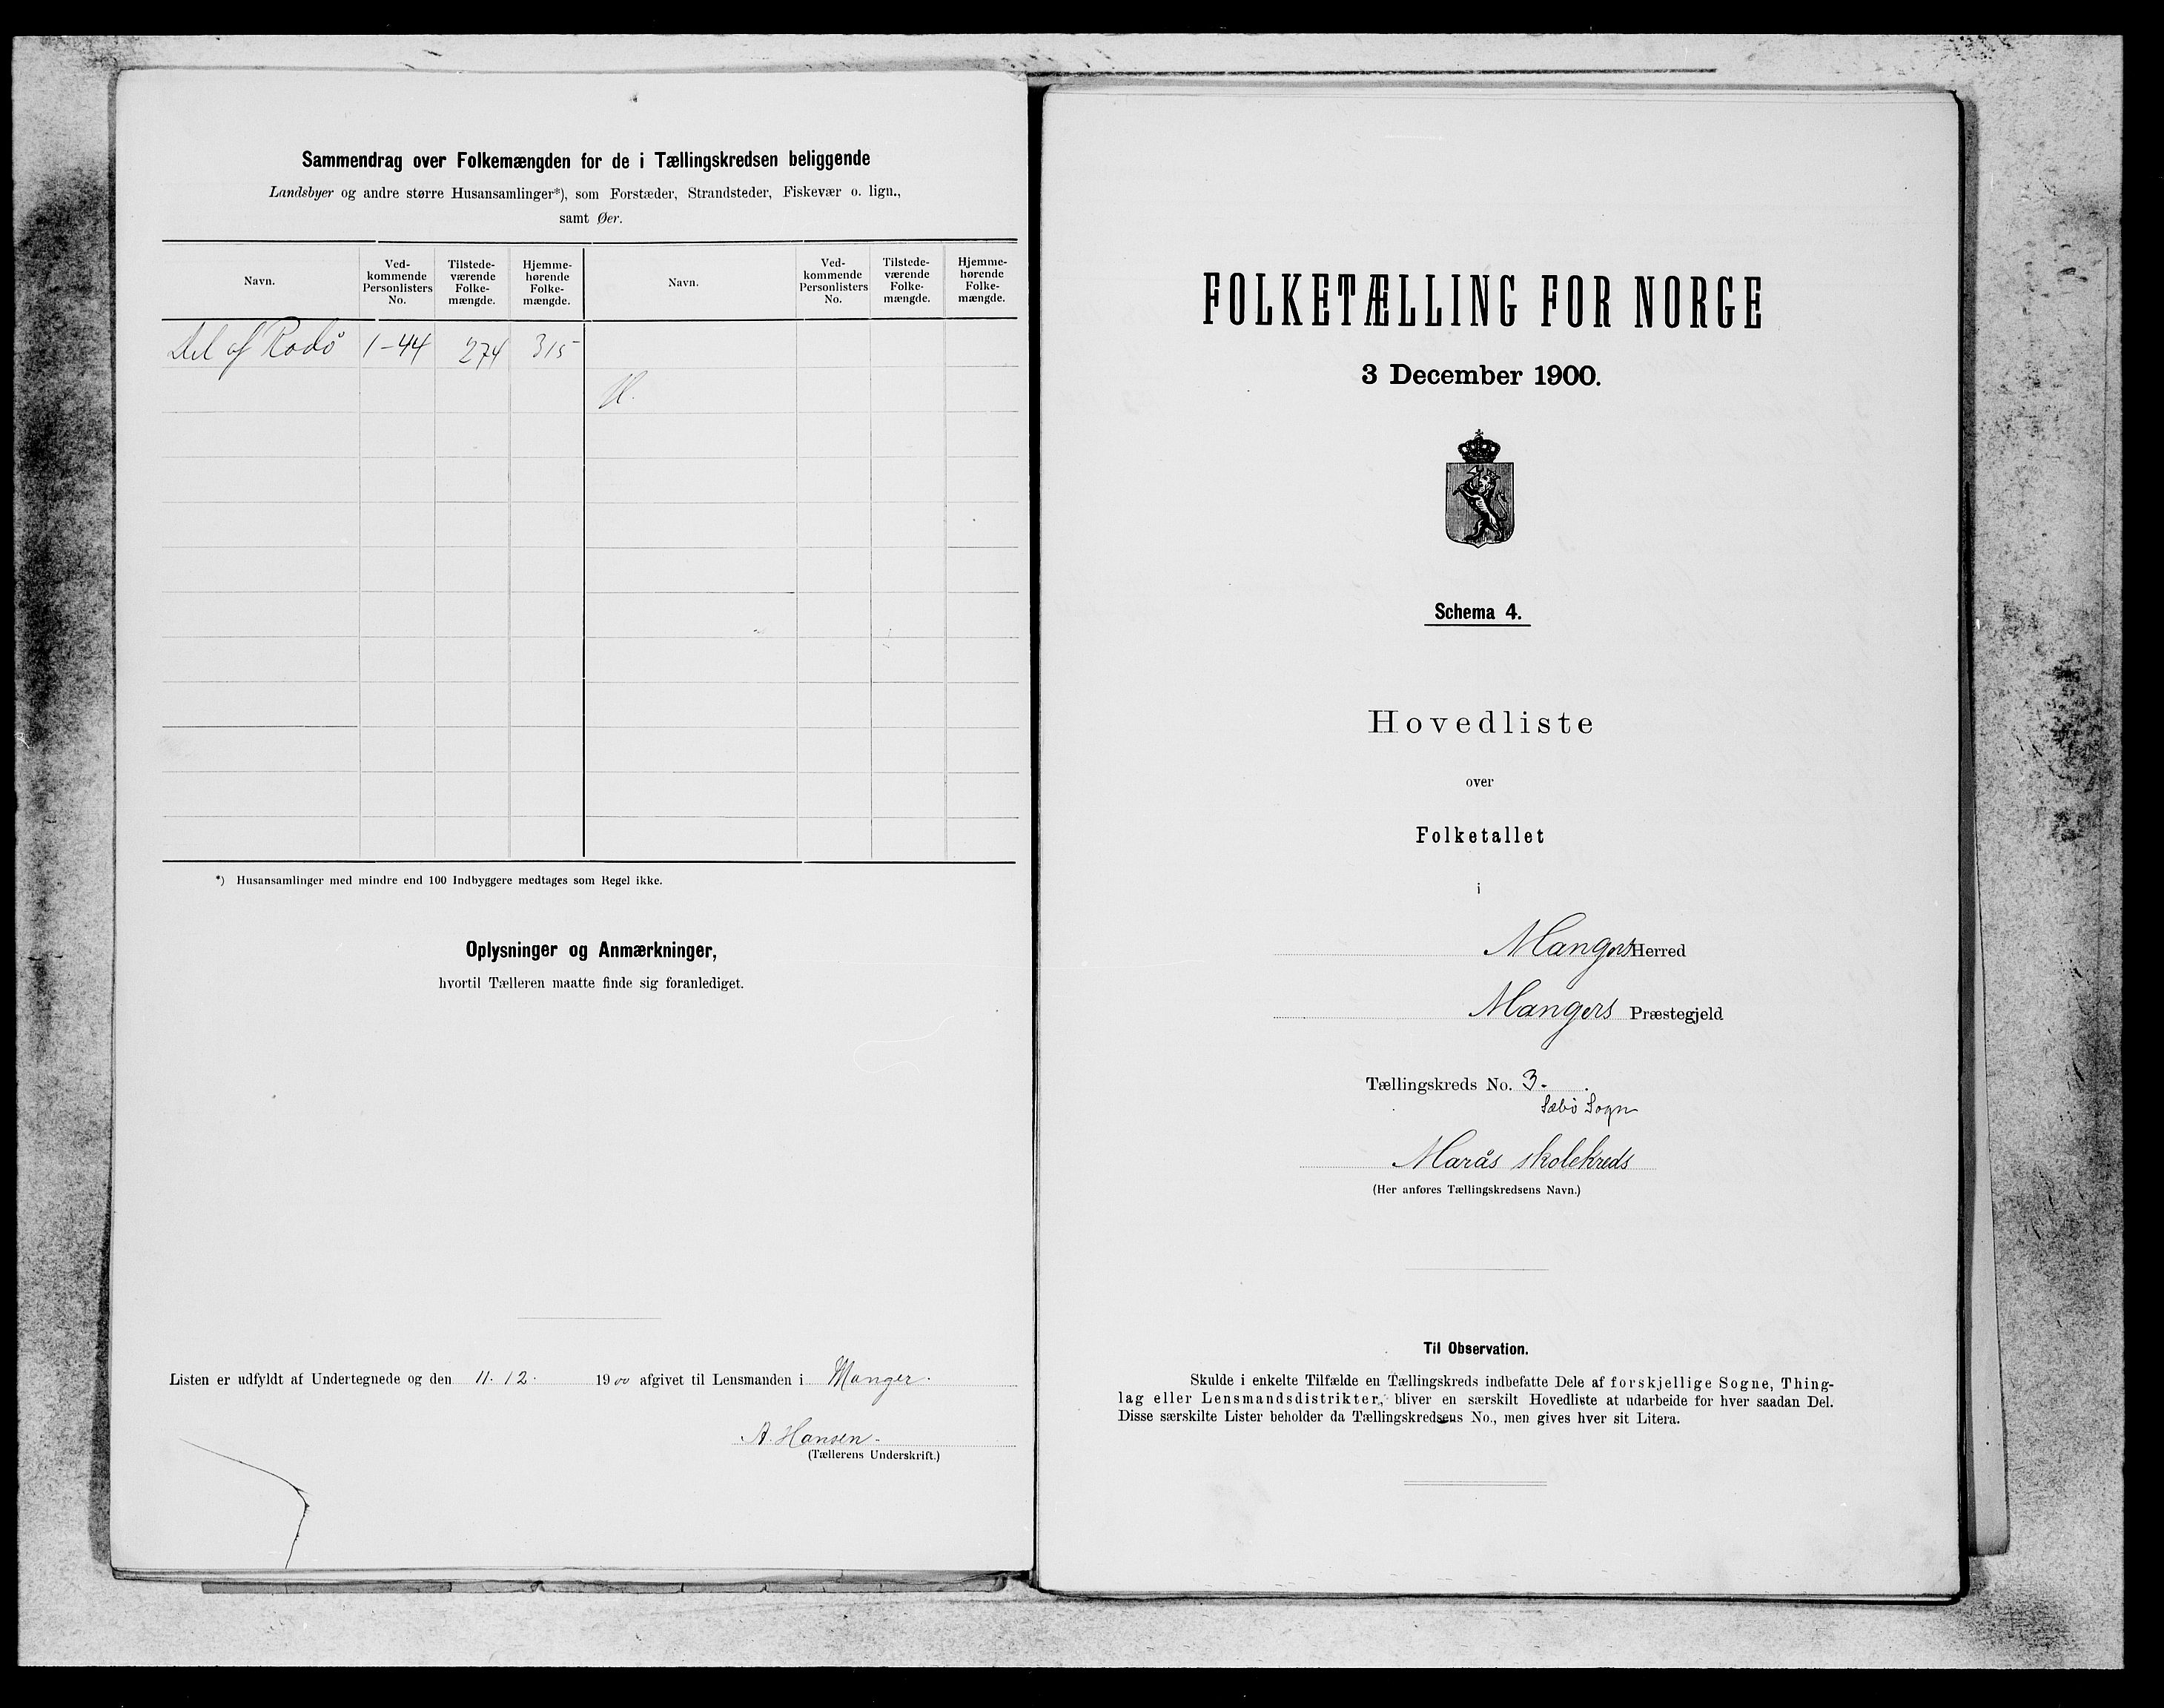 Sammendrag over Folkemængden for de i Tællingskredsen beliggende
Landsbyer og andre større Husansamlinger*), som Forstæder, Strandsteder, Fiskevær o. lign.,
samt Øer.
Navn. Ved-kommende Personlisters No. Tilstede-værende Folke-mængde. Hjemme-hørende Folke-mængde. Navn. Ved-kommende Personlisters No. Tilstede-værende Folke-mængde. Hjemme-hørende Folke-mængde.
Del af Radö 1-44 274 315
*) Husansamlinger med mindre end 100 Indbyggere medtages som Regel ikke.
Oplysninger og Anmærkninger,
hvortil Tælleren maatte finde sig foranlediget.
Listen er udfyldt af Undertegnede og den 11. 12. 1900 afgivet til Lensmanden i Manger.
A. Hansen.
(Tællerens Underskrift.)
FOLKETÆLLING FOR NORGE
3 December 1900.
Schema 4.
Hovedliste
over
Folketallet
i
Mangers Herred
Mangers Præstegjeld
Tællingskreds No. 3.
Sæbö Sogn
Marås skolekreds
(Her anføres Tællingskredsens Navn.)
Til Observation.
Skulde i enkelte Tilfælde en Tællingskreds indbefatte Dele af forskjellige Sogne, Thing-
lag eller Lensmandsdistrikter, bliver en særskilt Hovedliste at udarbeide for hver saadan Del.
Disse særskilte Lister beholder da Tællingskredsens No., men gives hver sit Litera.